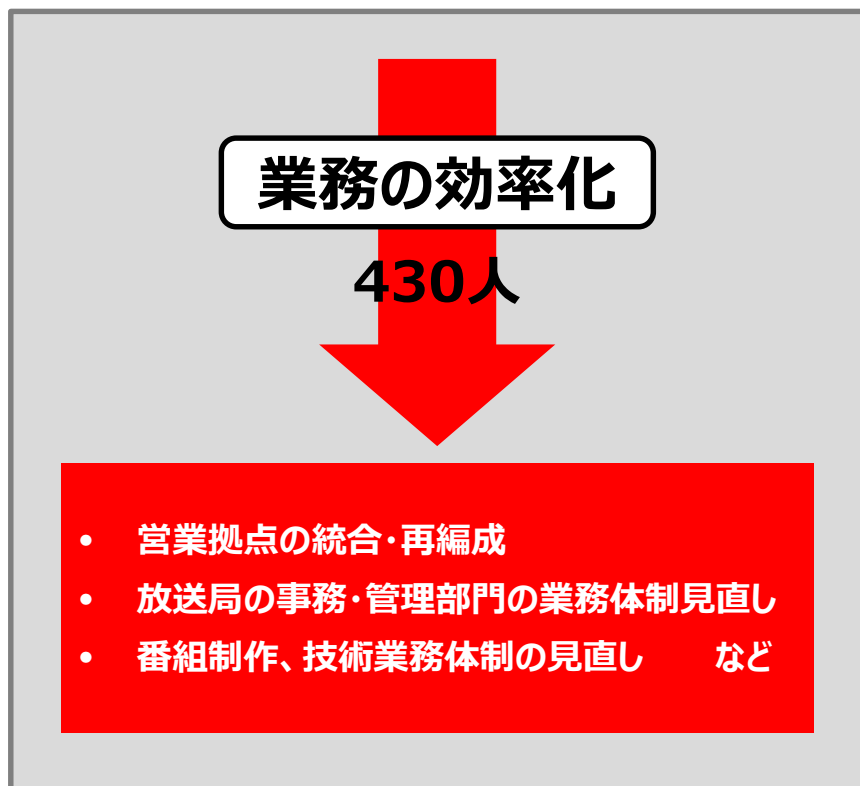 業務の効率化
430人
• 営業拠点の統合･再編成
• 放送局の事務･管理部門の業務体制見直し
• 番組制作、技術業務体制の見直し　　など